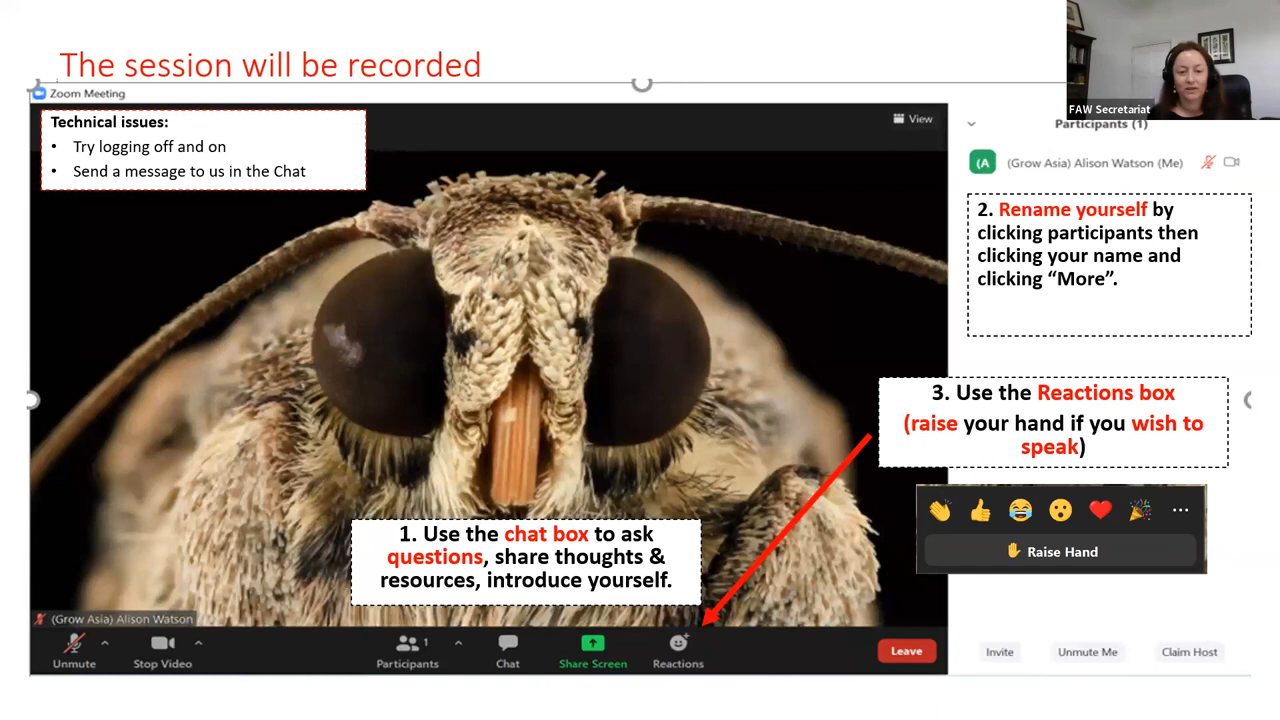 The session will be recorded
FAW Secretariat
Zoom Meeting
View
Participants (1)
Technical issues:
• Try logging off and on
• Send a message to us in the Chat
(A
(Grow Asia) Alison Watson (Me)
2. Rename yourself by
clicking participants then
clicking your name and
clicking “More”.
3. Use the Reactions box
(raise your hand if you wish to
speak)
Raise Hand
1. Use the chat box to ask
questions, share thoughts &
resources, introduce yourself.
(Grow Asia) Alison Watson
1
Unmute
Stop Video
Participants
Chat
Share Screen
Reactions
Leave
Invite
Unmute Me
Claim Host